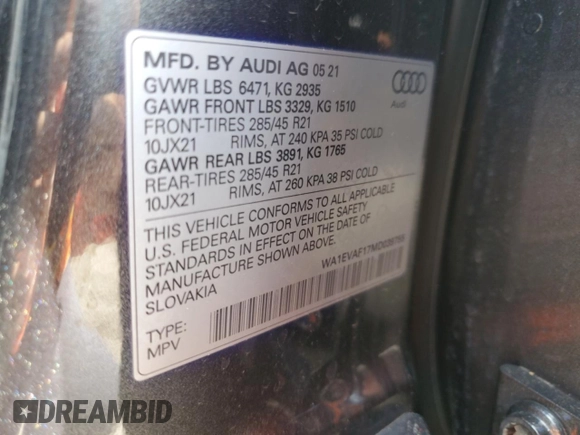 MFD. BY AUDI AG 05 21
GVWR LBS 6471, KG 2935
GAWR FRONT LBS 3329, KG 1510
FRONT-TIRES 285/45 R21
10JX21 RIMS, AT 240 KPA 35 PSI COLD
GAWR REAR LBS 3891, KG 1765
REAR-TIRES 285/45 R21
10JX21 RIMS, AT 260 KPA 38 PSI COLD
THIS VEHICLE CONFORMS TO ALL APPLICABLE
U.S. FEDERAL MOTOR VEHICLE SAFETY
STANDARDS IN EFFECT ON THE DATE OF MANUFACTURE
SHOWN ABOVE.
SLOVAKIA
TYPE:
MPV
Audi
DREAMBID